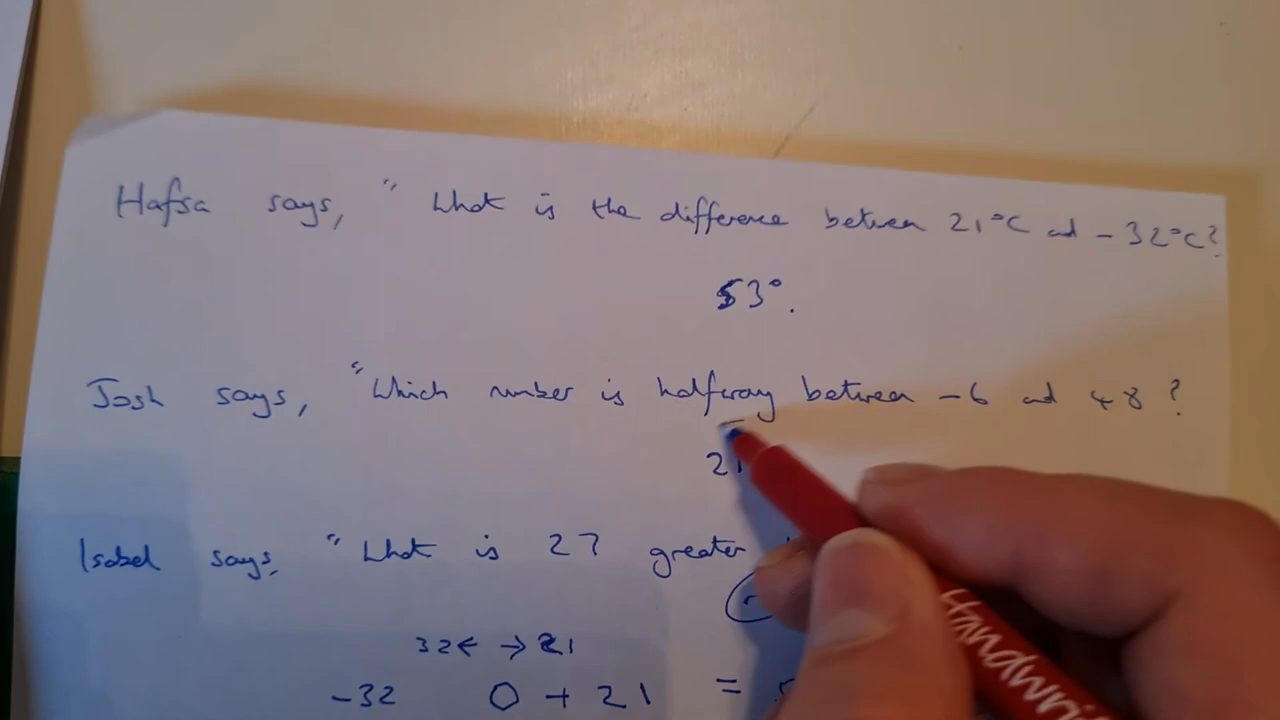 Hafsa says, " What is the difference between 21°C and -32°C?
53°.
Josh says, "Which number is halfway between -6 and 48 ?
21
Isobel says, "What is 27 greater
32← →21
-32 0 + 21 =
Handwri